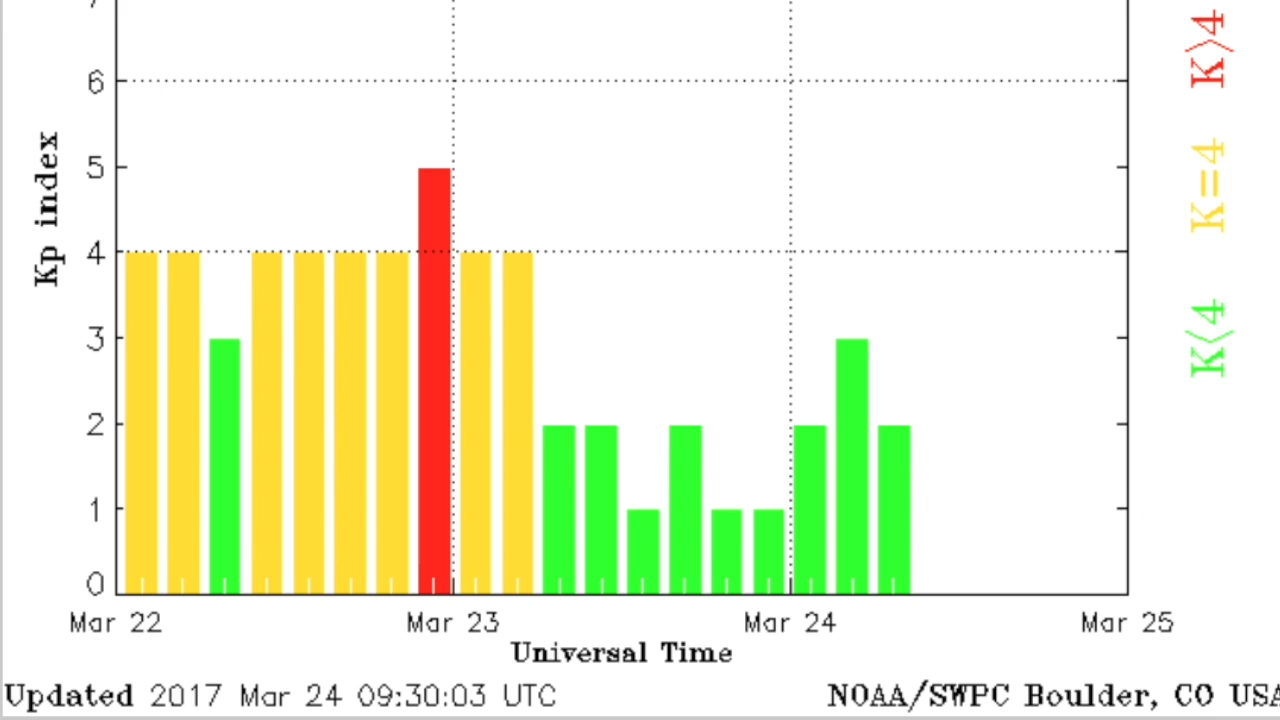 7
6
5
4
3
2
1
0
Kp index
K>4
K=4
K<4
Mar 22 Mar 23 Mar 24 Mar 25
Universal Time
Updated 2017 Mar 24 09:30:03 UTC NOAA/SWPC Boulder, CO USA